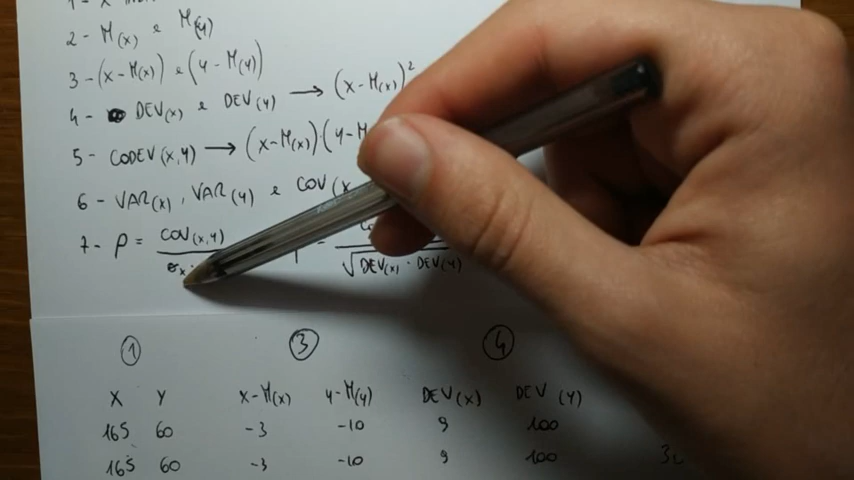 2 - M(x) e M(y)
3 - (x - M(x)) e (y - M(y))
4 - DEV(x) e DEV(y) → (x - M(x))²
5 - CODEV(x,y) → (x - M(x)) (y - M
6 - VAR(x), VAR(y) e COV(x
7 - ρ = COV(x,y) / σx · = / √DEV(x) · DEV(y)
① ③ ④
X Y x-M(x) y-M(y) DEV(x) DEV(y)
165 60 -3 -10 9 100
165 60 -3 -10 9 100